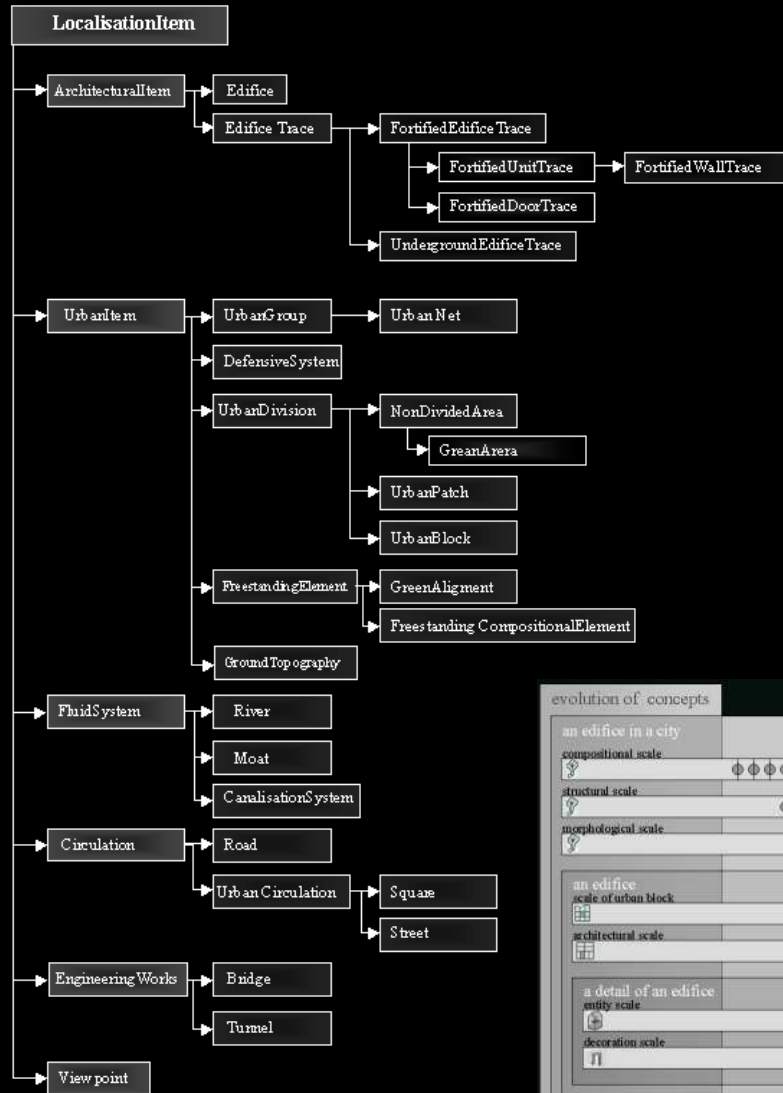 LocalisationItem
ArchitecturalItem
Edifice
Edifice Trace
FortifiedEdificeTrace
FortifiedUnitTrace
FortifiedWallTrace
FortifiedDoorTrace
UndergroundEdificeTrace
UrbanItem
UrbanGroup
UrbanNet
DefensiveSystem
UrbanDivision
NonDividedArea
GreanArera
UrbanPatch
UrbanBlock
FreestandingElement
GreenAligment
Freestanding CompositionalElement
GroundTopography
FluidSystem
River
Moat
CanalisationSystem
Circulation
Road
UrbanCirculation
Square
Street
EngineeringWorks
Bridge
Tunnel
View point
evolution of concepts
an edifice in a city
compositional scale
structural scale
morphological scale
an edifice
scale of urban block
architectural scale
a detail of an edifice
entity scale
decoration scale